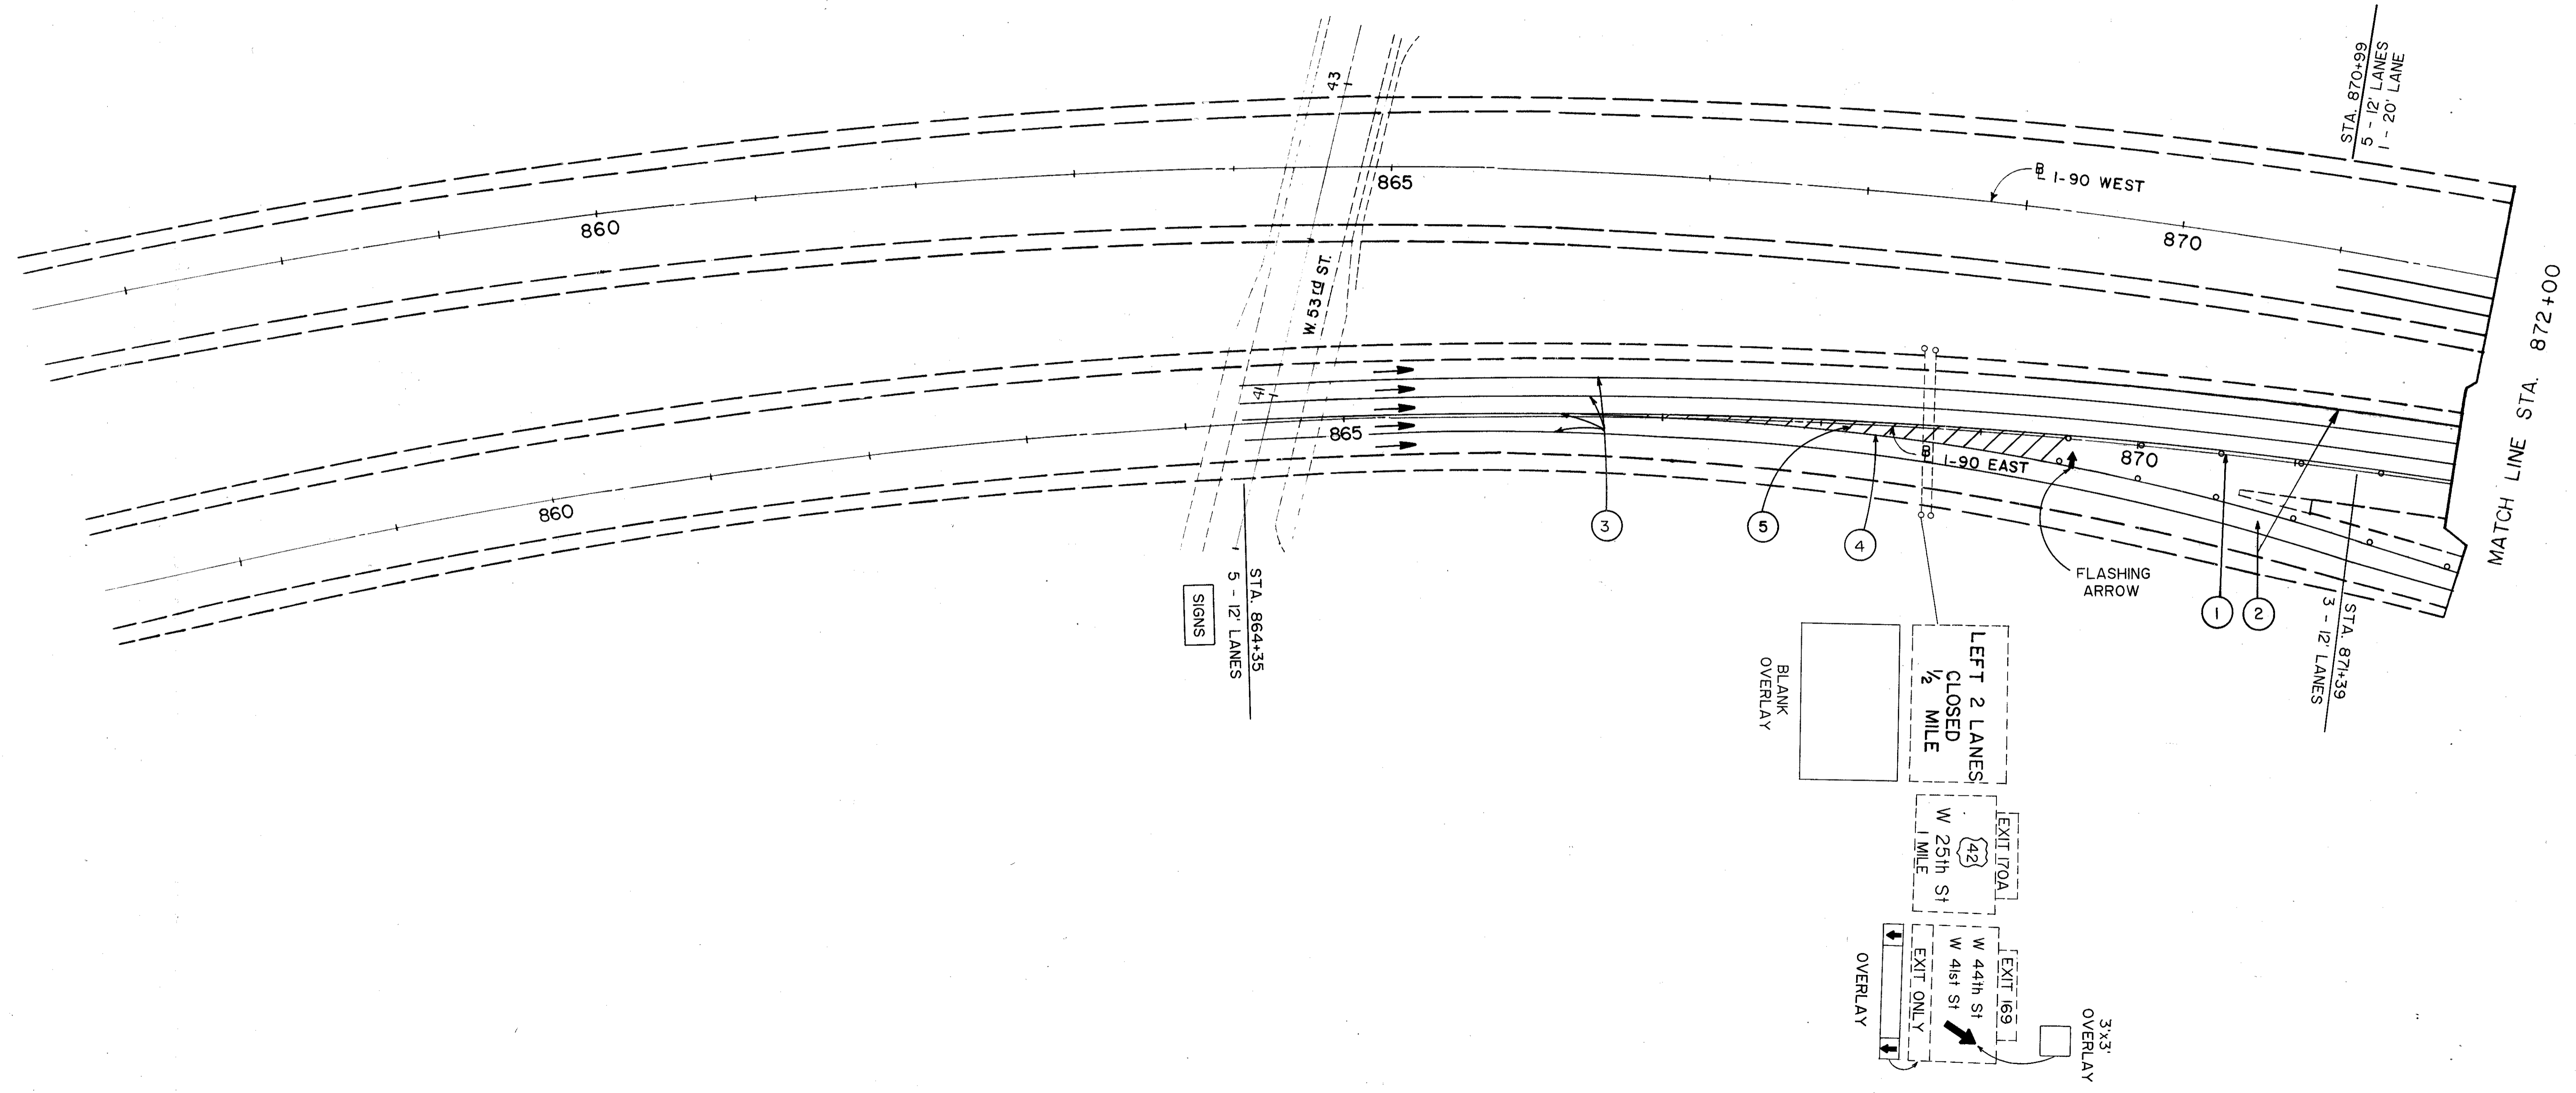 43
STA. 870+99
5 - 12' LANES
1 - 20' LANE
865
B/L I-90 WEST
860
870
W. 53rd ST.
MATCH LINE STA. 872+00
41
865
B/L I-90 EAST
870
860
3
5
4
FLASHING
ARROW
1
2
STA. 871+39
3 - 12' LANES
STA. 864+35
5 - 12' LANES
SIGNS
LEFT 2 LANES
CLOSED
1/2 MILE
BLANK
OVERLAY
EXIT 170A
42
W 25th St
1 MILE
EXIT 169
W 44th St
W 41st St
EXIT ONLY
OVERLAY
3'x3'
OVERLAY